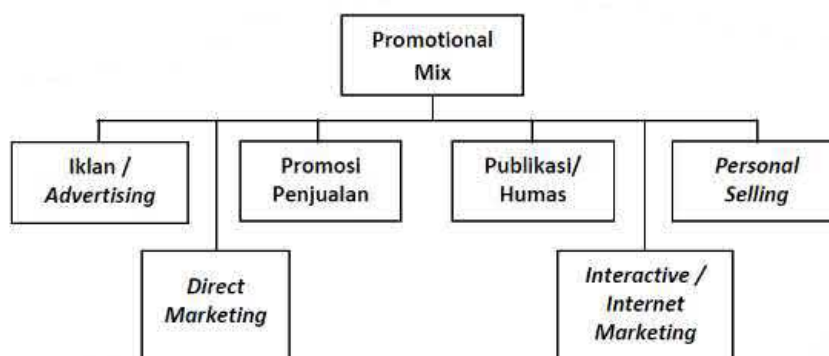 Promotional
Mix
Iklan /
Advertising
Promosi
Penjualan
Publikasi/
Humas
Personal
Selling
Direct
Marketing
Interactive /
Internet
Marketing